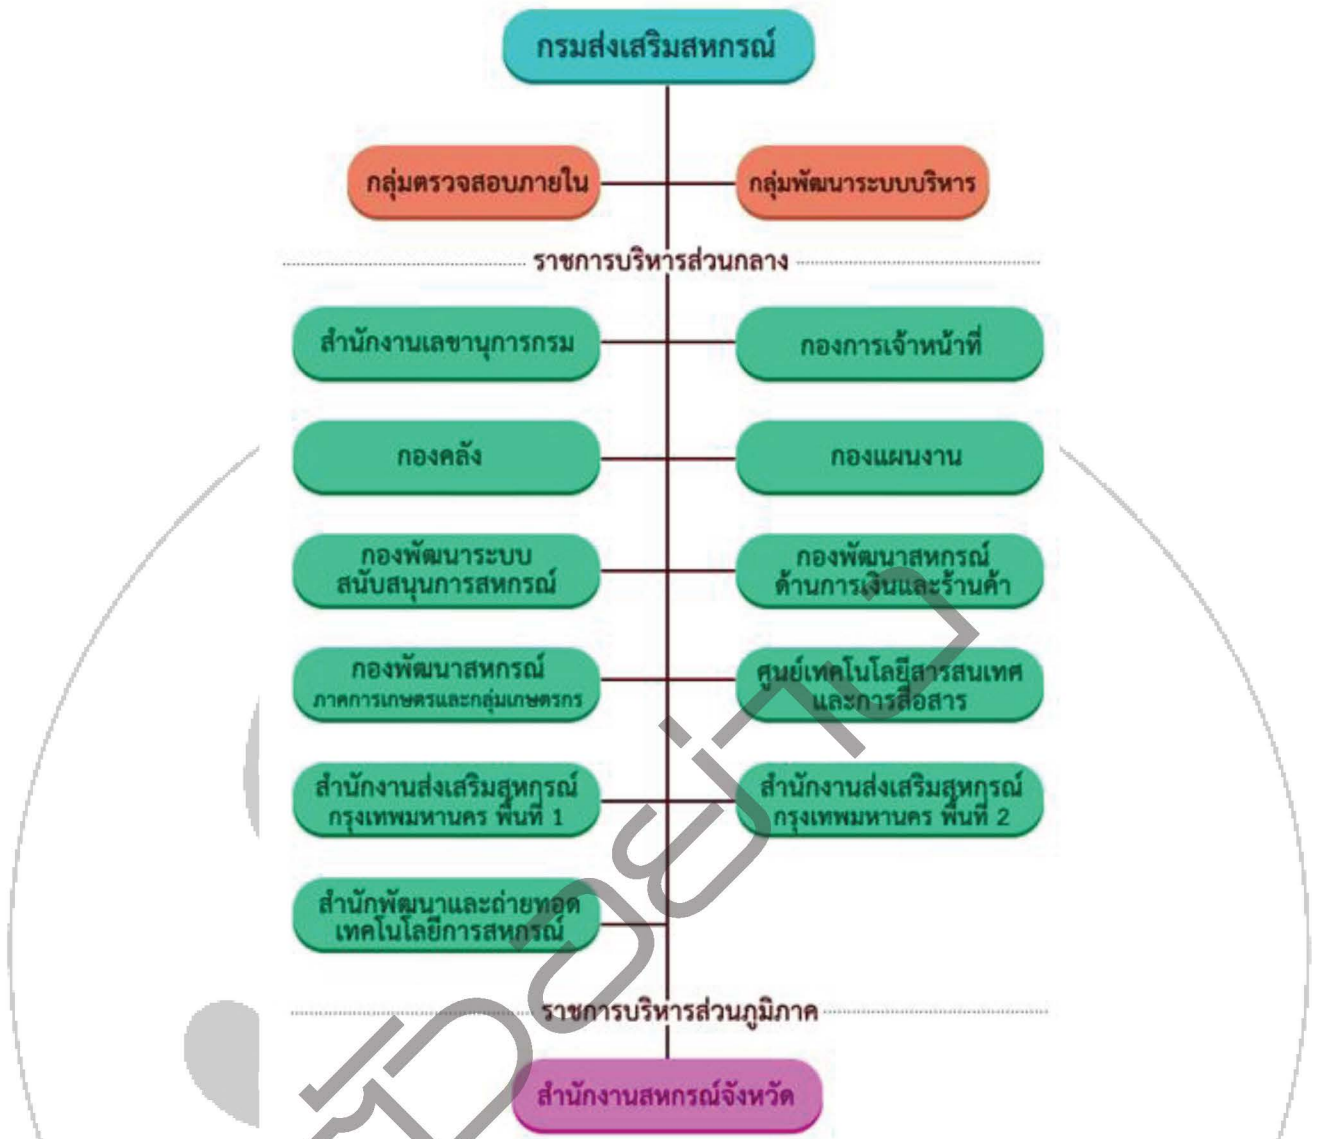 กรมส่งเสริมสหกรณ์
กลุ่มตรวจสอบภายใน
กลุ่มพัฒนาระบบบริหาร
ราชการบริหารส่วนกลาง
สำนักงานเลขานุการกรม
กองการเจ้าหน้าที่
กองคลัง
กองแผนงาน
กองพัฒนาระบบ
สนับสนุนการสหกรณ์
กองพัฒนาสหกรณ์
ด้านการเงินและร้านค้า
กองพัฒนาสหกรณ์
ภาคการเกษตรและกลุ่มเกษตรกร
ศูนย์เทคโนโลยีสารสนเทศ
และการสื่อสาร
สำนักงานส่งเสริมสหกรณ์
กรุงเทพมหานคร พื้นที่ 1
สำนักงานส่งเสริมสหกรณ์
กรุงเทพมหานคร พื้นที่ 2
สำนักพัฒนาและถ่ายทอด
เทคโนโลยีการสหกรณ์
ราชการบริหารส่วนภูมิภาค
สำนักงานสหกรณ์จังหวัด
ตัวอย่าง